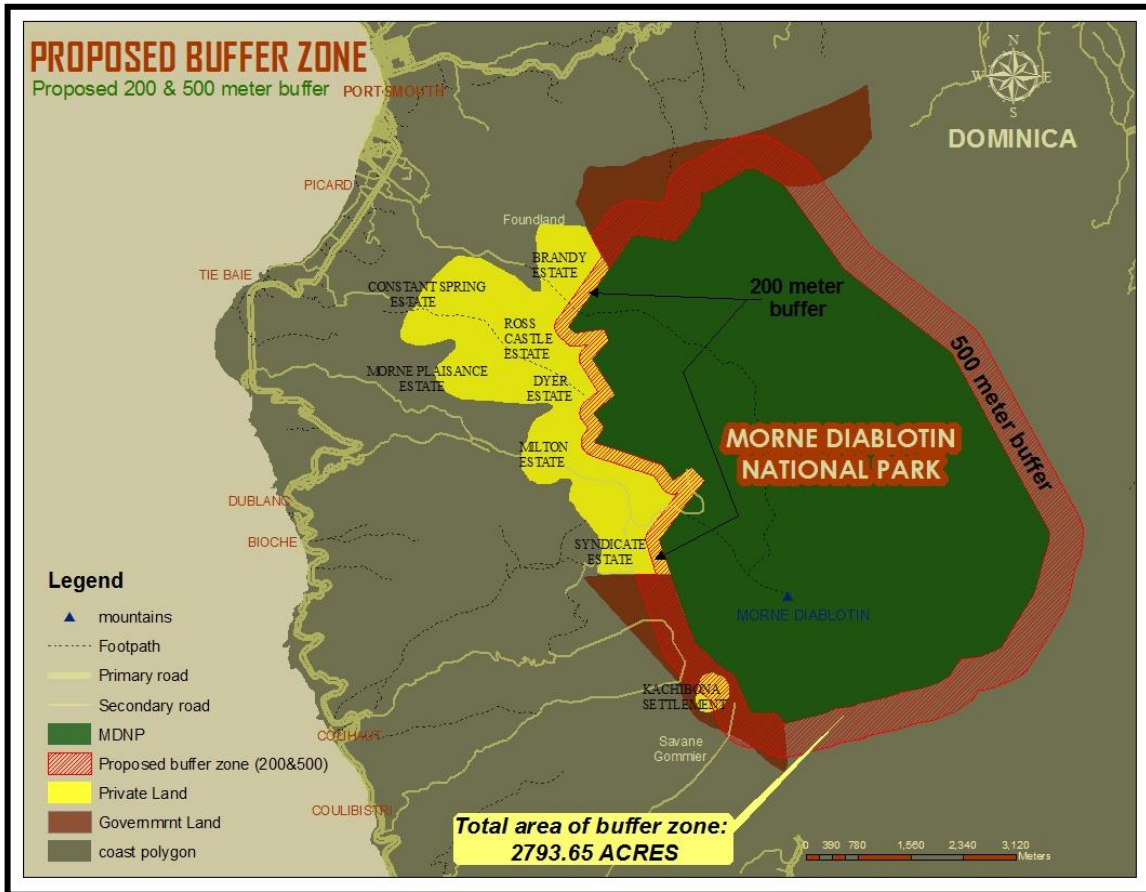 PROPOSED BUFFER ZONE
Proposed 200 & 500 meter buffer
PORTSMOUTH
N
W
E
S
DOMINICA
PICARD
Foundland
TIE BAIE
BRANDY
ESTATE
CONSTANT SPRING
ESTATE
200 meter
buffer
ROSS
CASTLE
ESTATE
500 meter buffer
MORNE PLAISANCE
ESTATE
DYER
ESTATE
MORNE DIABLOTIN
NATIONAL PARK
MILTON
ESTATE
DUBLANC
BIOCHE
SYNDICATE
ESTATE
MORNE DIABLOTIN
KACHIBONA
SETTLEMENT
Savane
Gommier
COLIHAUT
COULIBISTRI
Legend
mountains
Footpath
Primary road
Secondary road
MDNP
Proposed buffer zone (200&500)
Private Land
Governmrnt Land
coast polygon
Total area of buffer zone:
2793.65 ACRES
0 390 780 1,560 2,340 3,120
Meters